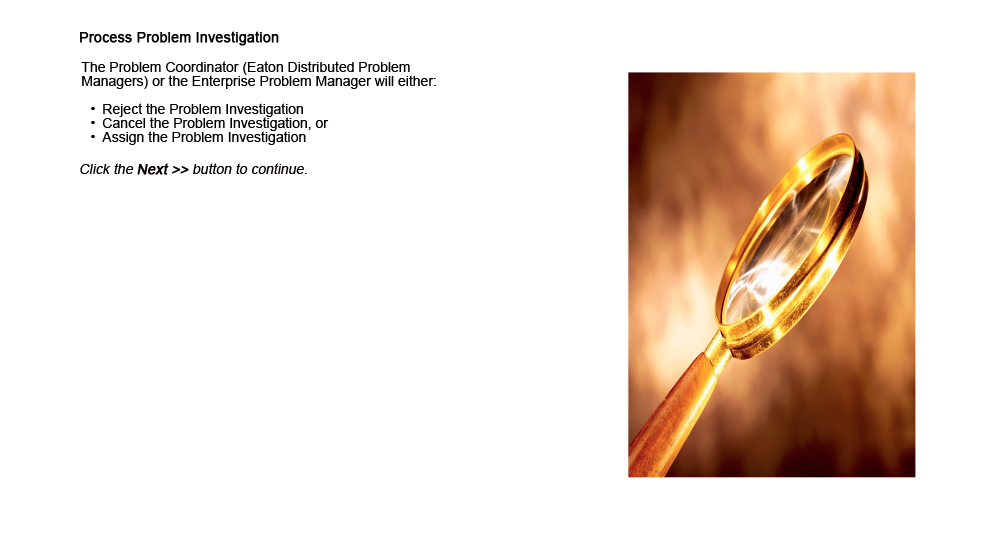 Process Problem Investigation
The Problem Coordinator (Eaton Distributed Problem
Managers) or the Enterprise Problem Manager will either:
• Reject the Problem Investigation
• Cancel the Problem Investigation, or
• Assign the Problem Investigation
Click the Next >> button to continue.